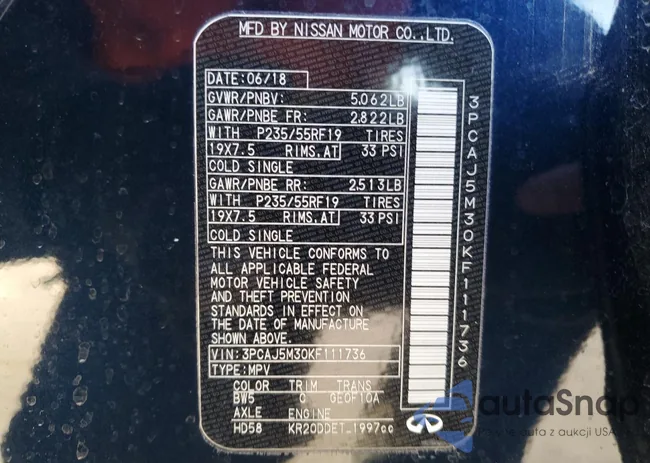 MFD BY NISSAN MOTOR CO.,LTD.
DATE:06/18
GVWR/PNBV: 5.062LB
GAWR/PNBE FR: 2.822LB
WITH P235/55RF19 TIRES
19X7.5 RIMS.AT 33 PSI
COLD SINGLE
GAWR/PNBE RR: 2.513LB
WITH P235/55RF19 TIRES
19X7.5 RIMS.AT 33 PSI
COLD SINGLE
THIS VEHICLE CONFORMS TO
ALL APPLICABLE FEDERAL
MOTOR VEHICLE SAFETY
AND THEFT PREVENTION
STANDARDS IN EFFECT ON
THE DATE OF MANUFACTURE
SHOWN ABOVE.
VIN:3PCAJ5M30KF111736
TYPE:MPV
COLOR TRIM TRANS
BW5 GE0F10A
AXLE ENGINE
HD58 KR20DDET 1997cc
3PCAJ5M30KF111736
autoSnap
Kradnie auta z aukcji USA